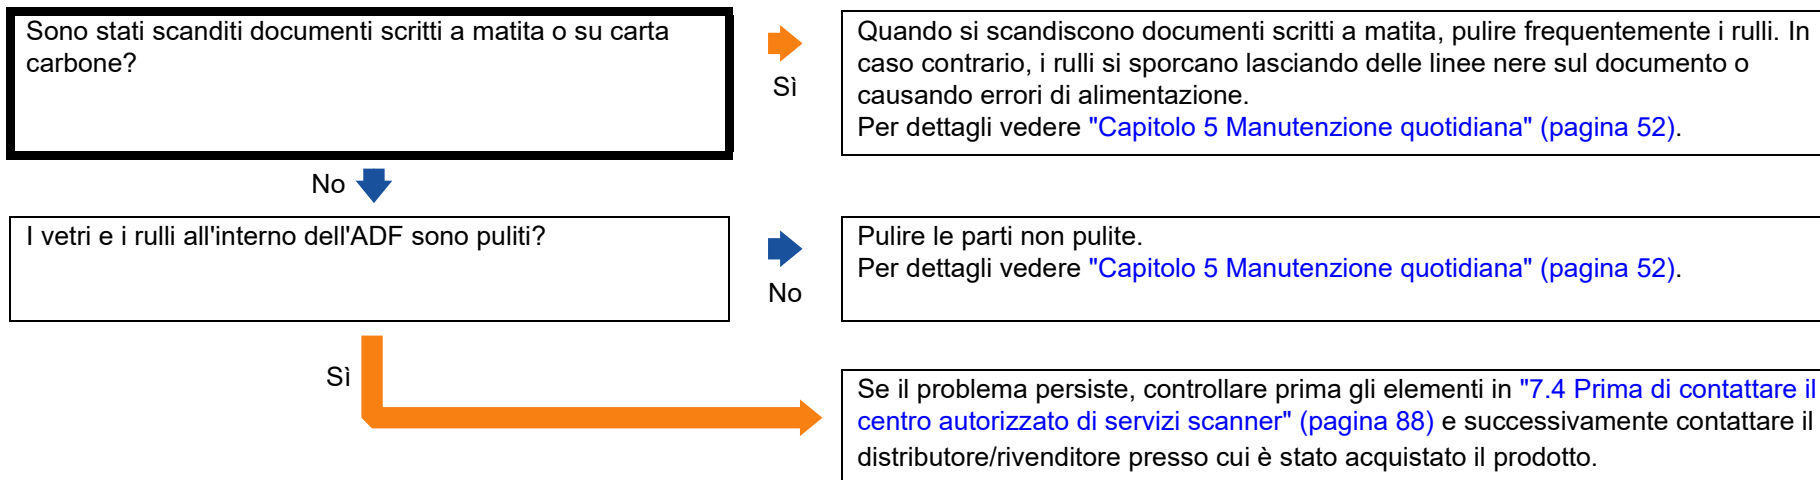 Sono stati scanditi documenti scritti a matita o su carta
carbone?
Sì
Quando si scandiscono documenti scritti a matita, pulire frequentemente i rulli. In
caso contrario, i rulli si sporcano lasciando delle linee nere sul documento o
causando errori di alimentazione.
Per dettagli vedere "Capitolo 5 Manutenzione quotidiana" (pagina 52).
No
I vetri e i rulli all'interno dell'ADF sono puliti?
No
Pulire le parti non pulite.
Per dettagli vedere "Capitolo 5 Manutenzione quotidiana" (pagina 52).
Sì
Se il problema persiste, controllare prima gli elementi in "7.4 Prima di contattare il
centro autorizzato di servizi scanner" (pagina 88) e successivamente contattare il
distributore/rivenditore presso cui è stato acquistato il prodotto.